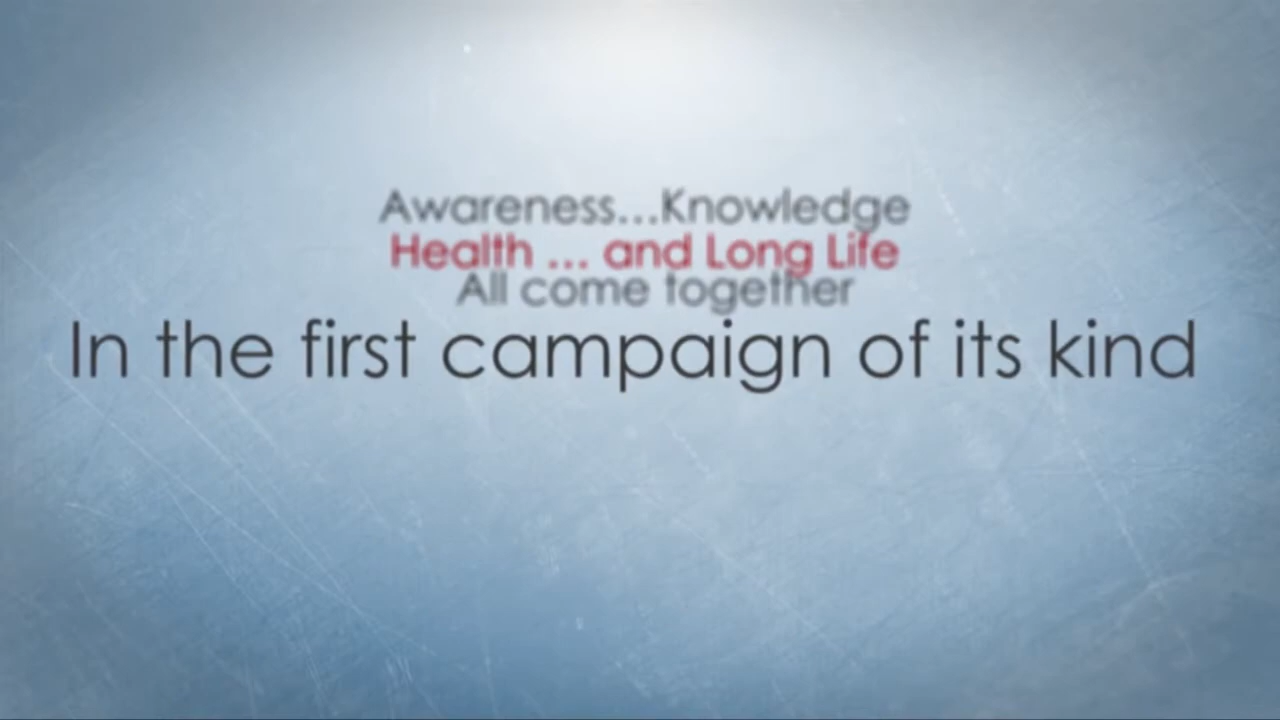 Awareness...Knowledge
Health ... and Long Life
All come together
In the first campaign of its kind